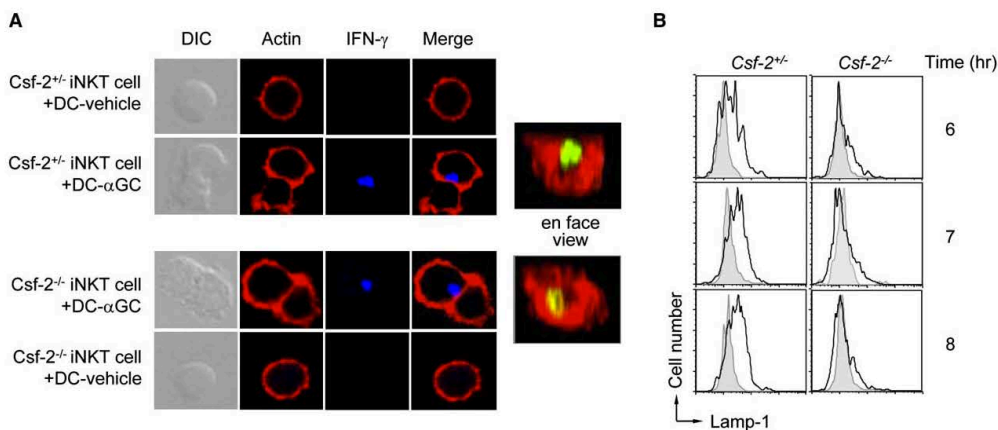 A
DIC Actin IFN-γ Merge
Csf-2+/- iNKT cell
+DC-vehicle
Csf-2+/- iNKT cell
+DC-αGC
en face
view
Csf-2-/- iNKT cell
+DC-αGC
Csf-2-/- iNKT cell
+DC-vehicle
B
Csf-2+/- Csf-2-/- Time (hr)
6
7
8
Cell number
Lamp-1